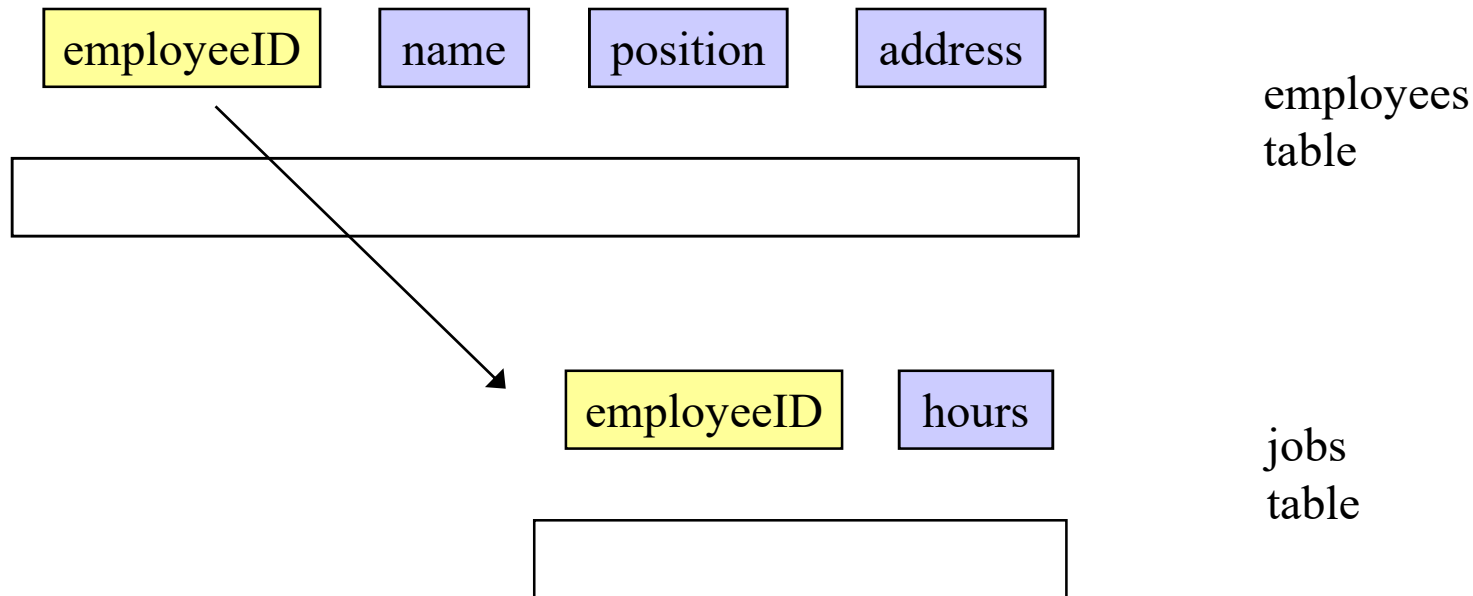 employeeID name position address
employees
table
employeeID hours
jobs
table